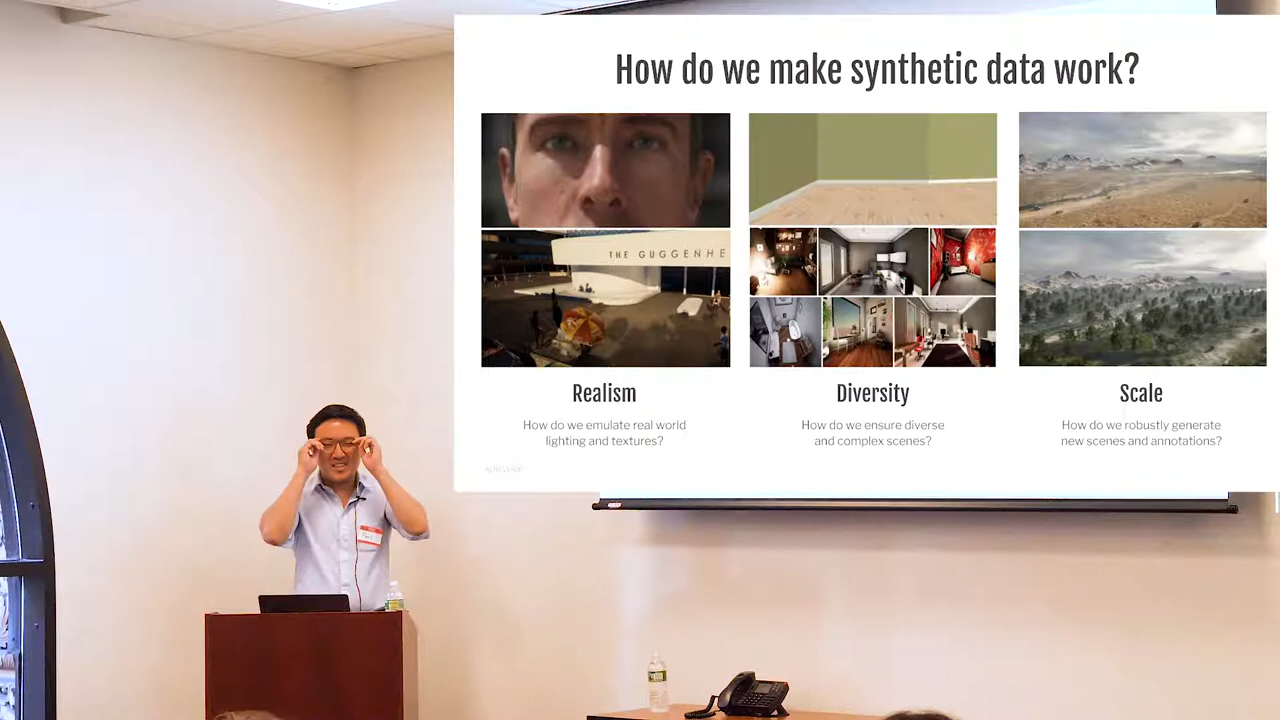 How do we make synthetic data work?
THE GUGGENHE
Realism
Diversity
Scale
How do we emulate real world
lighting and textures?
How do we ensure diverse
and complex scenes?
How do we robustly generate
new scenes and annotations?